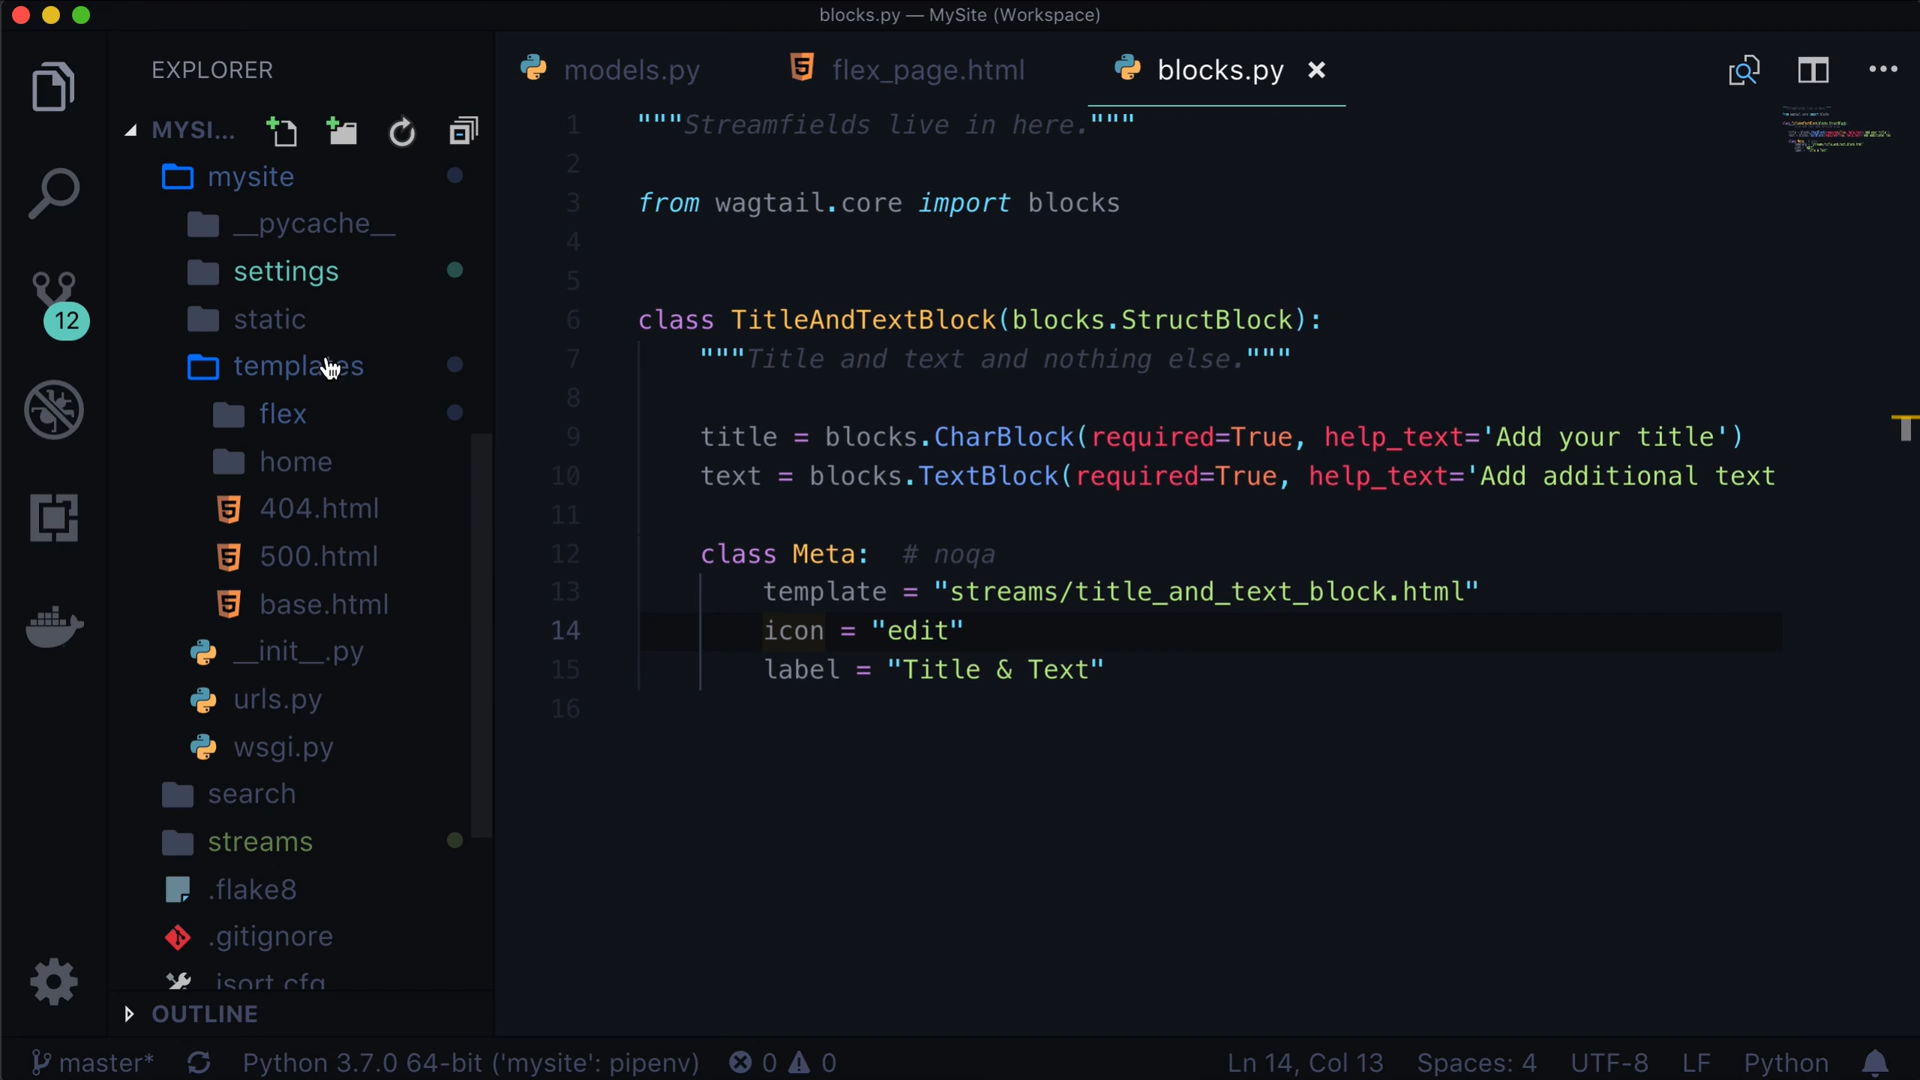 blocks.py — MySite (Workspace)
EXPLORER
MYSI...
mysite
__pycache__
settings
static
templates
flex
home
404.html
500.html
base.html
__init__.py
urls.py
wsgi.py
search
streams
.flake8
.gitignore
.isort.cfg
OUTLINE
12
models.py
flex_page.html
blocks.py
1 """Streamfields live in here."""
2
3 from wagtail.core import blocks
4
5
6 class TitleAndTextBlock(blocks.StructBlock):
7 """Title and text and nothing else."""
8
9 title = blocks.CharBlock(required=True, help_text='Add your title')
10 text = blocks.TextBlock(required=True, help_text='Add additional text
11
12 class Meta:  # noqa
13 template = "streams/title_and_text_block.html"
14 icon = "edit"
15 label = "Title & Text"
16
master* Python 3.7.0 64-bit ('mysite': pipenv) 0 0 Ln 14, Col 13 Spaces: 4 UTF-8 LF Python